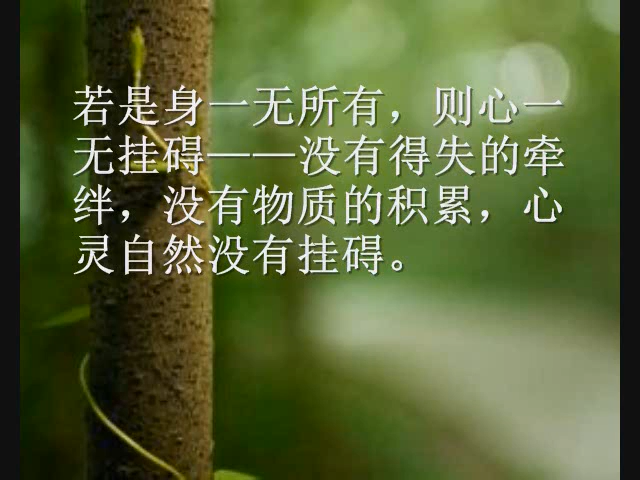 若是身一无所有，则心一
无挂碍——没有得失的牵
绊，没有物质的积累，心
灵自然没有挂碍。